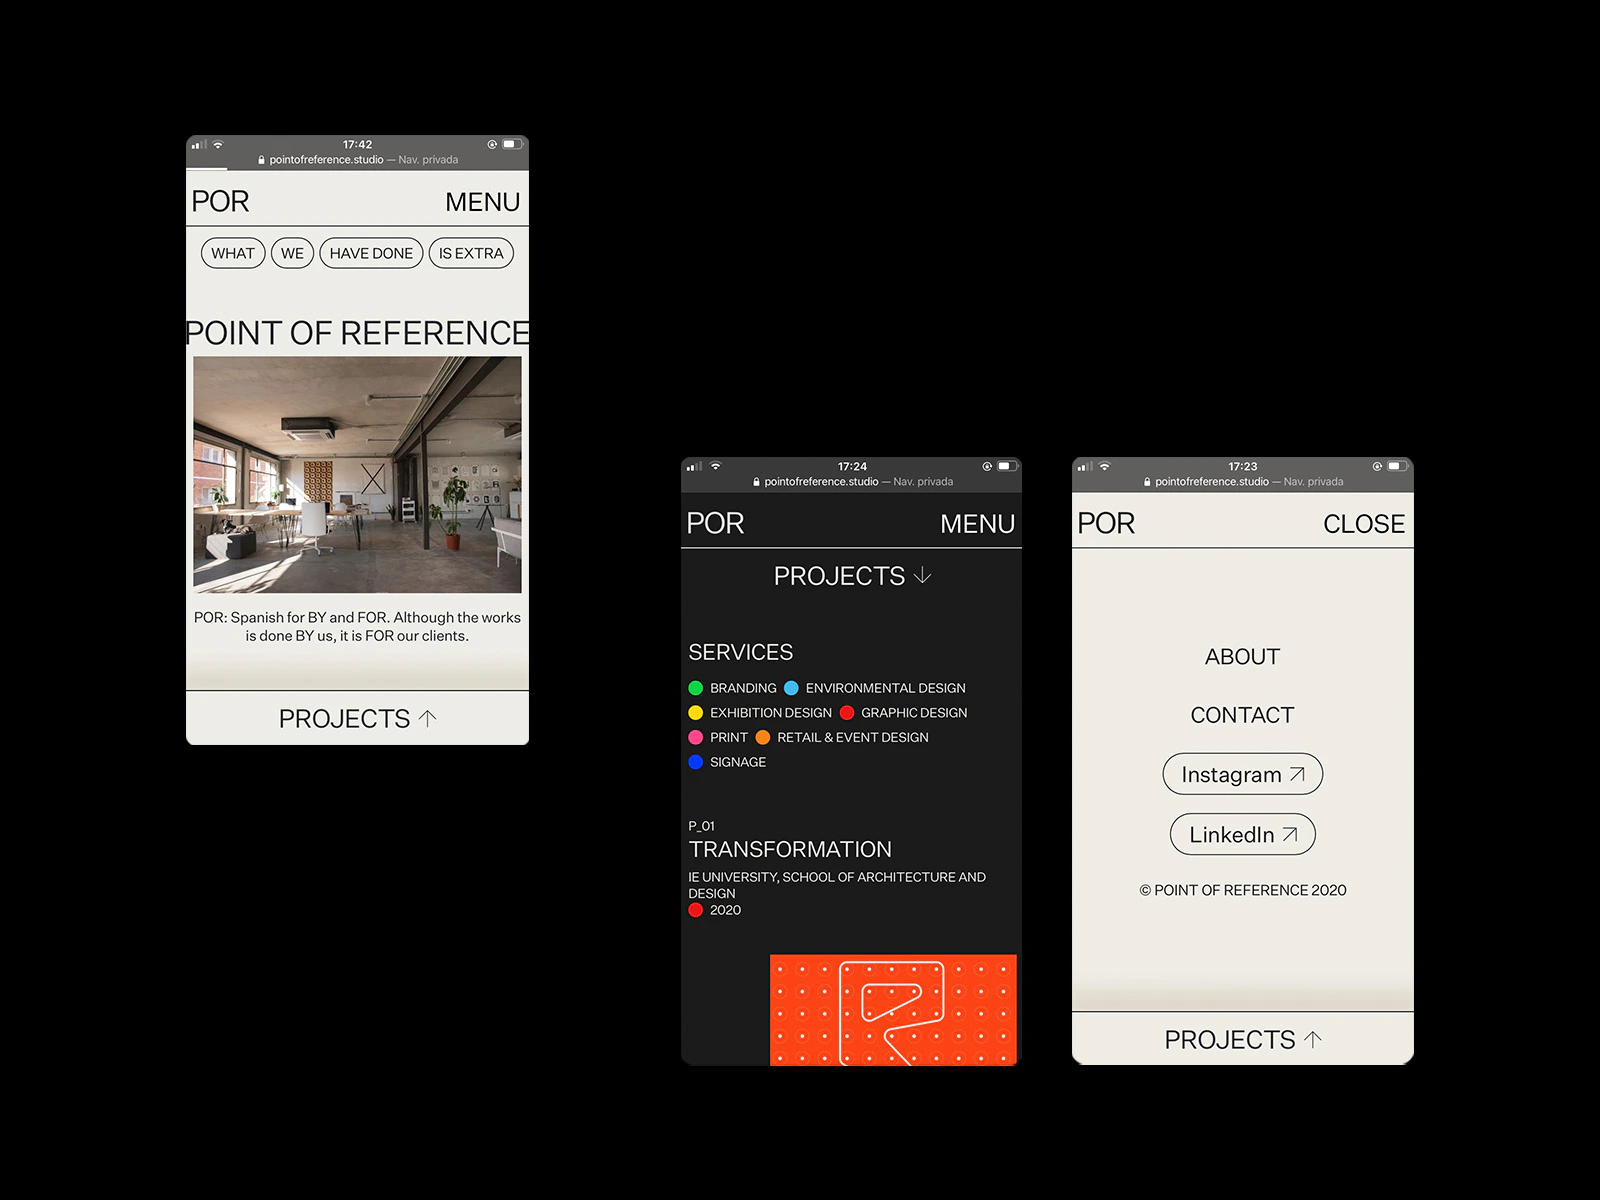 17:42
pointofreference.studio — Nav. privada
POR MENU
WHAT WE HAVE DONE IS EXTRA
POINT OF REFERENCE
POR: Spanish for BY and FOR. Although the works
is done BY us, it is FOR our clients.
PROJECTS ↑
17:24
pointofreference.studio — Nav. privada
POR MENU
PROJECTS ↓
SERVICES
BRANDING ENVIRONMENTAL DESIGN
EXHIBITION DESIGN GRAPHIC DESIGN
PRINT RETAIL & EVENT DESIGN
SIGNAGE
P_01
TRANSFORMATION
IE UNIVERSITY, SCHOOL OF ARCHITECTURE AND
DESIGN
2020
R
17:23
pointofreference.studio — Nav. privada
POR CLOSE
ABOUT
CONTACT
Instagram ↗
LinkedIn ↗
© POINT OF REFERENCE 2020
PROJECTS ↑